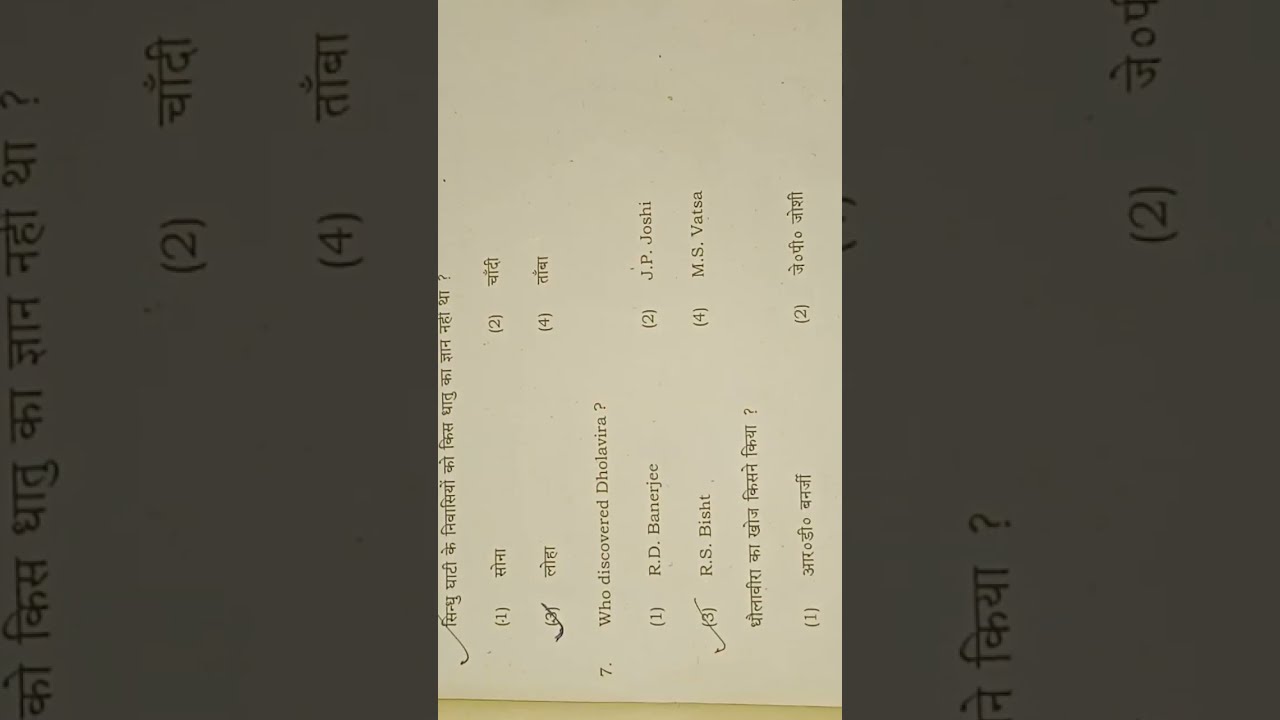 सिन्धु घाटी के निवासियों को किस धातु का ज्ञान नहीं था ?
(1) सोना (2) चाँदी
(3) लोहा (4) ताँबा
7. Who discovered Dholavira ?
(1) R.D. Banerjee (2) J.P. Joshi
(3) R.S. Bisht (4) M.S. Vatsa
धौलावीरा का खोज किसने किया ?
(1) आर०डी० बनर्जी (2) जे०पी० जोशी